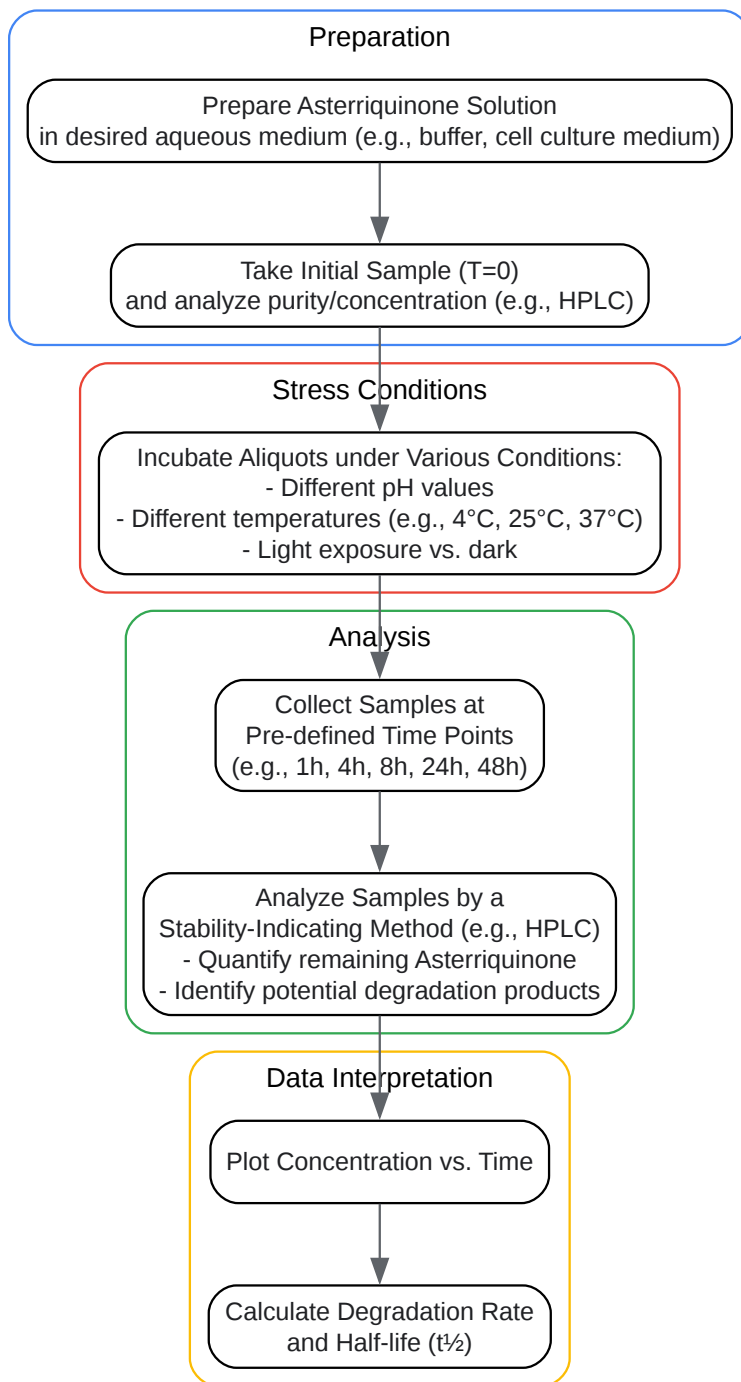 Preparation
Prepare Asterriquinone Solution
in desired aqueous medium (e.g., buffer, cell culture medium)
Take Initial Sample (T=0)
and analyze purity/concentration (e.g., HPLC)
Stress Conditions
Incubate Aliquots under Various Conditions:
- Different pH values
- Different temperatures (e.g., 4°C, 25°C, 37°C)
- Light exposure vs. dark
Analysis
Collect Samples at
Pre-defined Time Points
(e.g., 1h, 4h, 8h, 24h, 48h)
Analyze Samples by a
Stability-Indicating Method (e.g., HPLC)
- Quantify remaining Asterriquinone
- Identify potential degradation products
Data Interpretation
Plot Concentration vs. Time
Calculate Degradation Rate
and Half-life (t½)